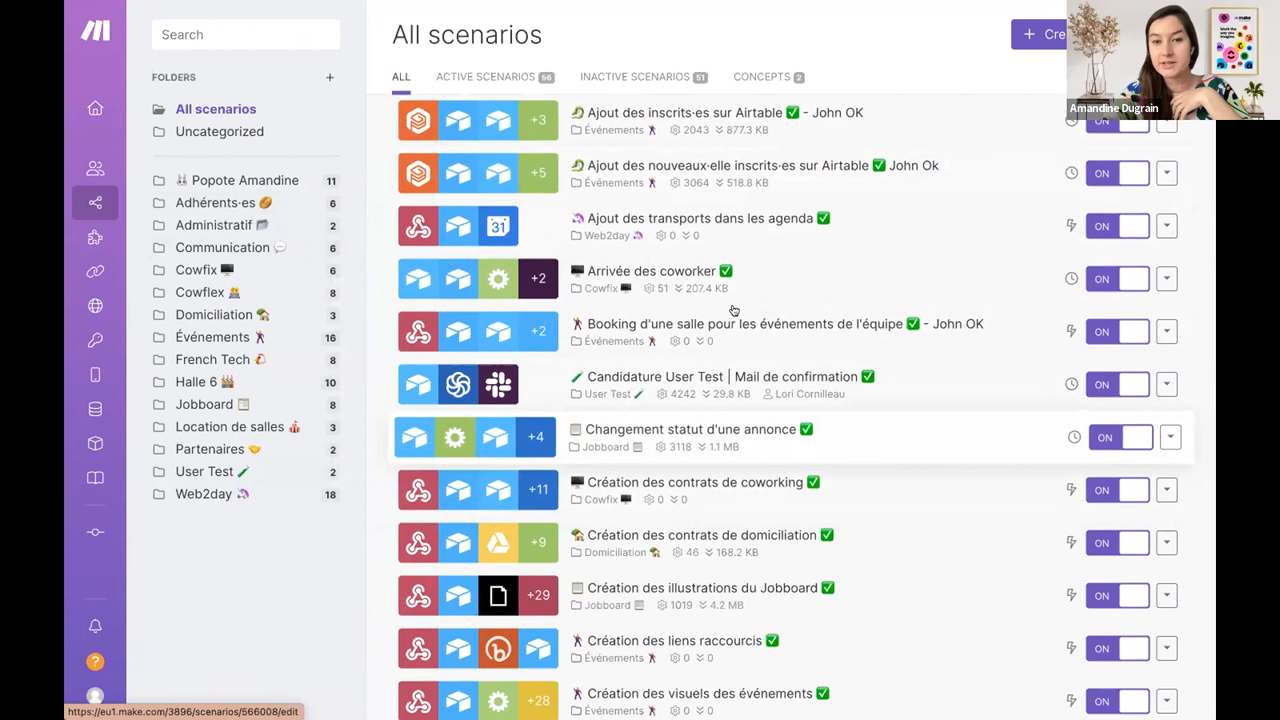 Search
FOLDERS
All scenarios
Uncategorized
Popote Amandine 11
Adhérents·es 6
Administratif 2
Communication 6
Cowfix 6
Cowflex 8
Domiciliation 3
Événements 16
French Tech 8
Halle 6 10
Jobboard 8
Location de salles 3
Partenaires 2
User Test 2
Web2day 18
All scenarios
+ Cre
ALL
ACTIVE SCENARIOS 56
INACTIVE SCENARIOS 51
CONCEPTS 2
Amandine Dugrain
make
+3
Ajout des inscrits·es sur Airtable ✅ - John OK
Événements 2043 877.3 KB
ON
+5
Ajout des nouveaux·elle inscrits·es sur Airtable ✅ John Ok
Événements 3064 518.8 KB
ON
31
Ajout des transports dans les agenda ✅
Web2day 0 0
ON
+2
Arrivée des coworker ✅
Cowfix 51 207.4 KB
ON
+2
Booking d'une salle pour les événements de l'équipe ✅ - John OK
Événements 0 0
ON
Candidature User Test | Mail de confirmation ✅
User Test 4242 29.8 KB Lori Cornilleau
ON
+4
Changement statut d'une annonce ✅
Jobboard 3118 1.1 MB
ON
+11
Création des contrats de coworking ✅
Cowfix 0 0
ON
+9
Création des contrats de domiciliation ✅
Domiciliation 46 168.2 KB
ON
+29
Création des illustrations du Jobboard ✅
Jobboard 1019 4.2 MB
ON
Création des liens raccourcis ✅
Événements 0 0
ON
+28
Création des visuels des événements ✅
Événements 0 0
ON
https://eu1.make.com/3896/scenarios/566008/edit